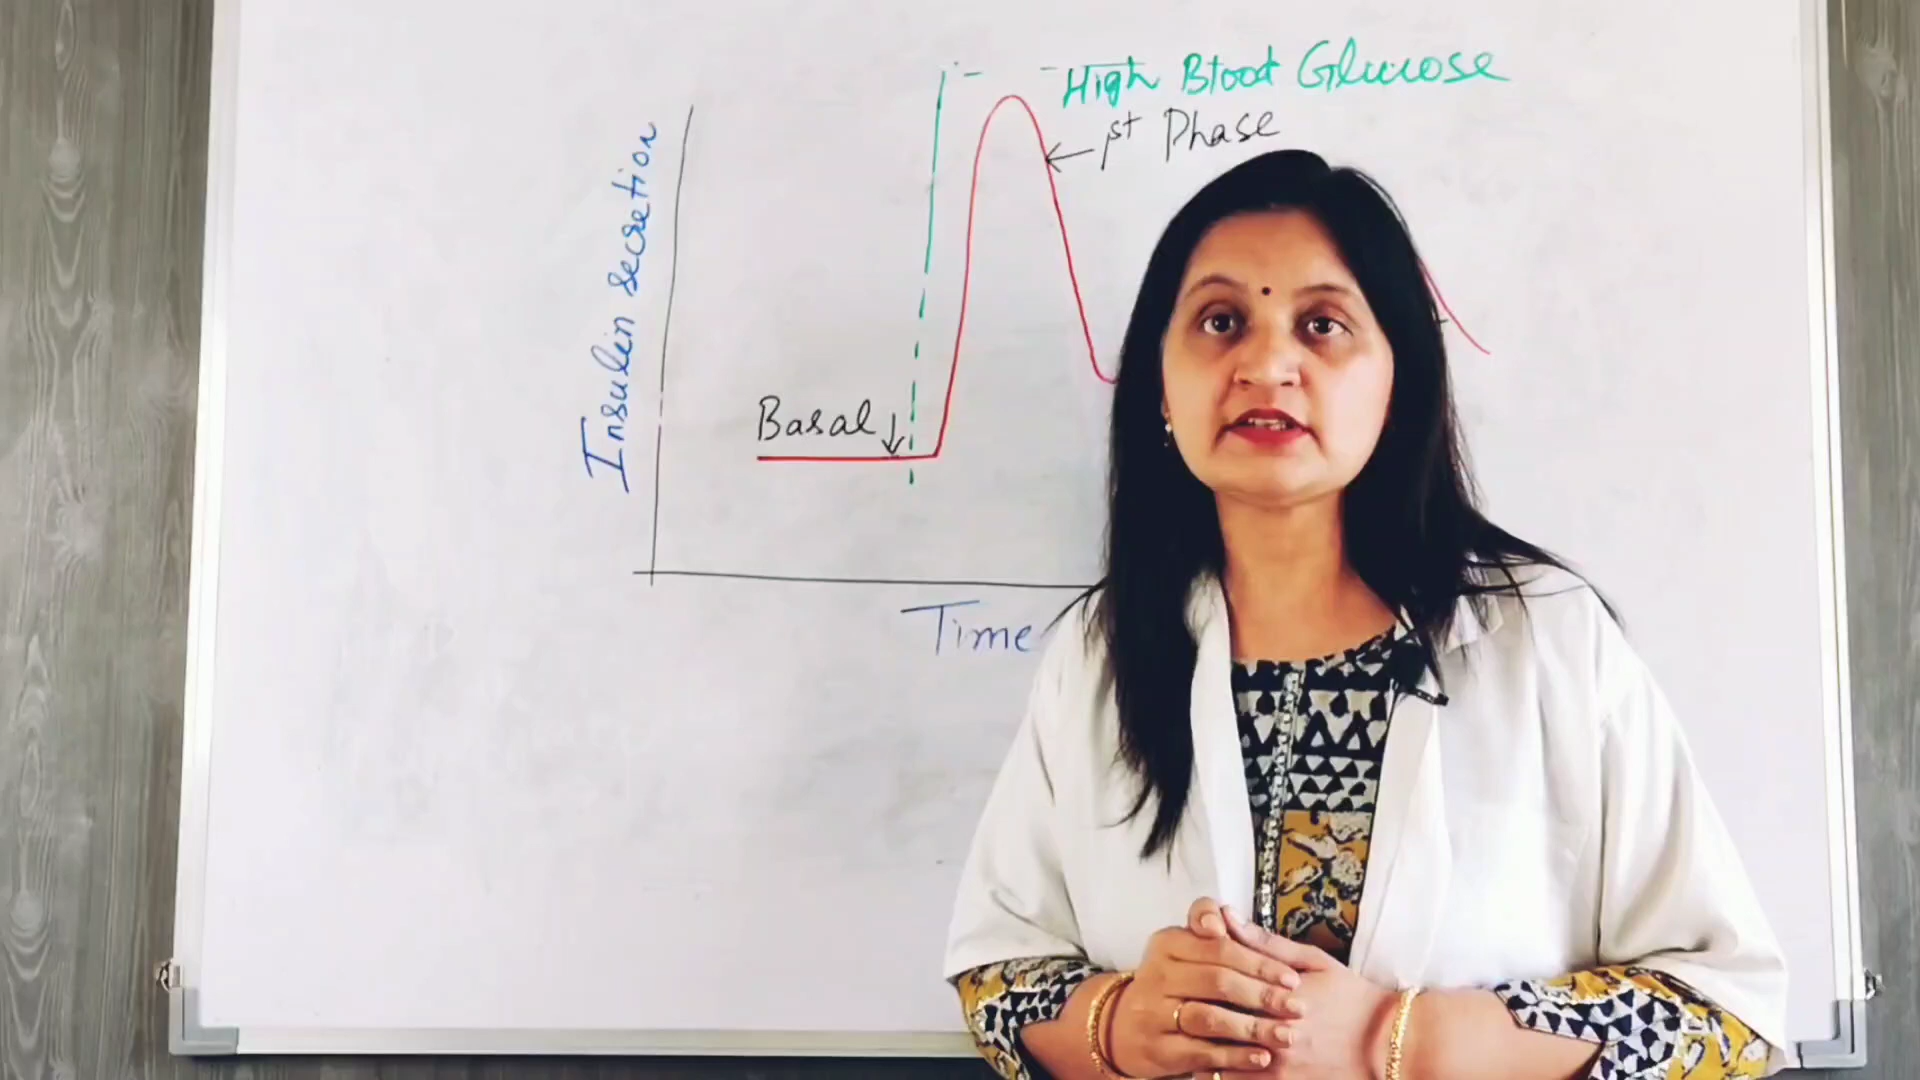 High Blood Glucose
1st Phase
Insulin secretion
Basal
Time